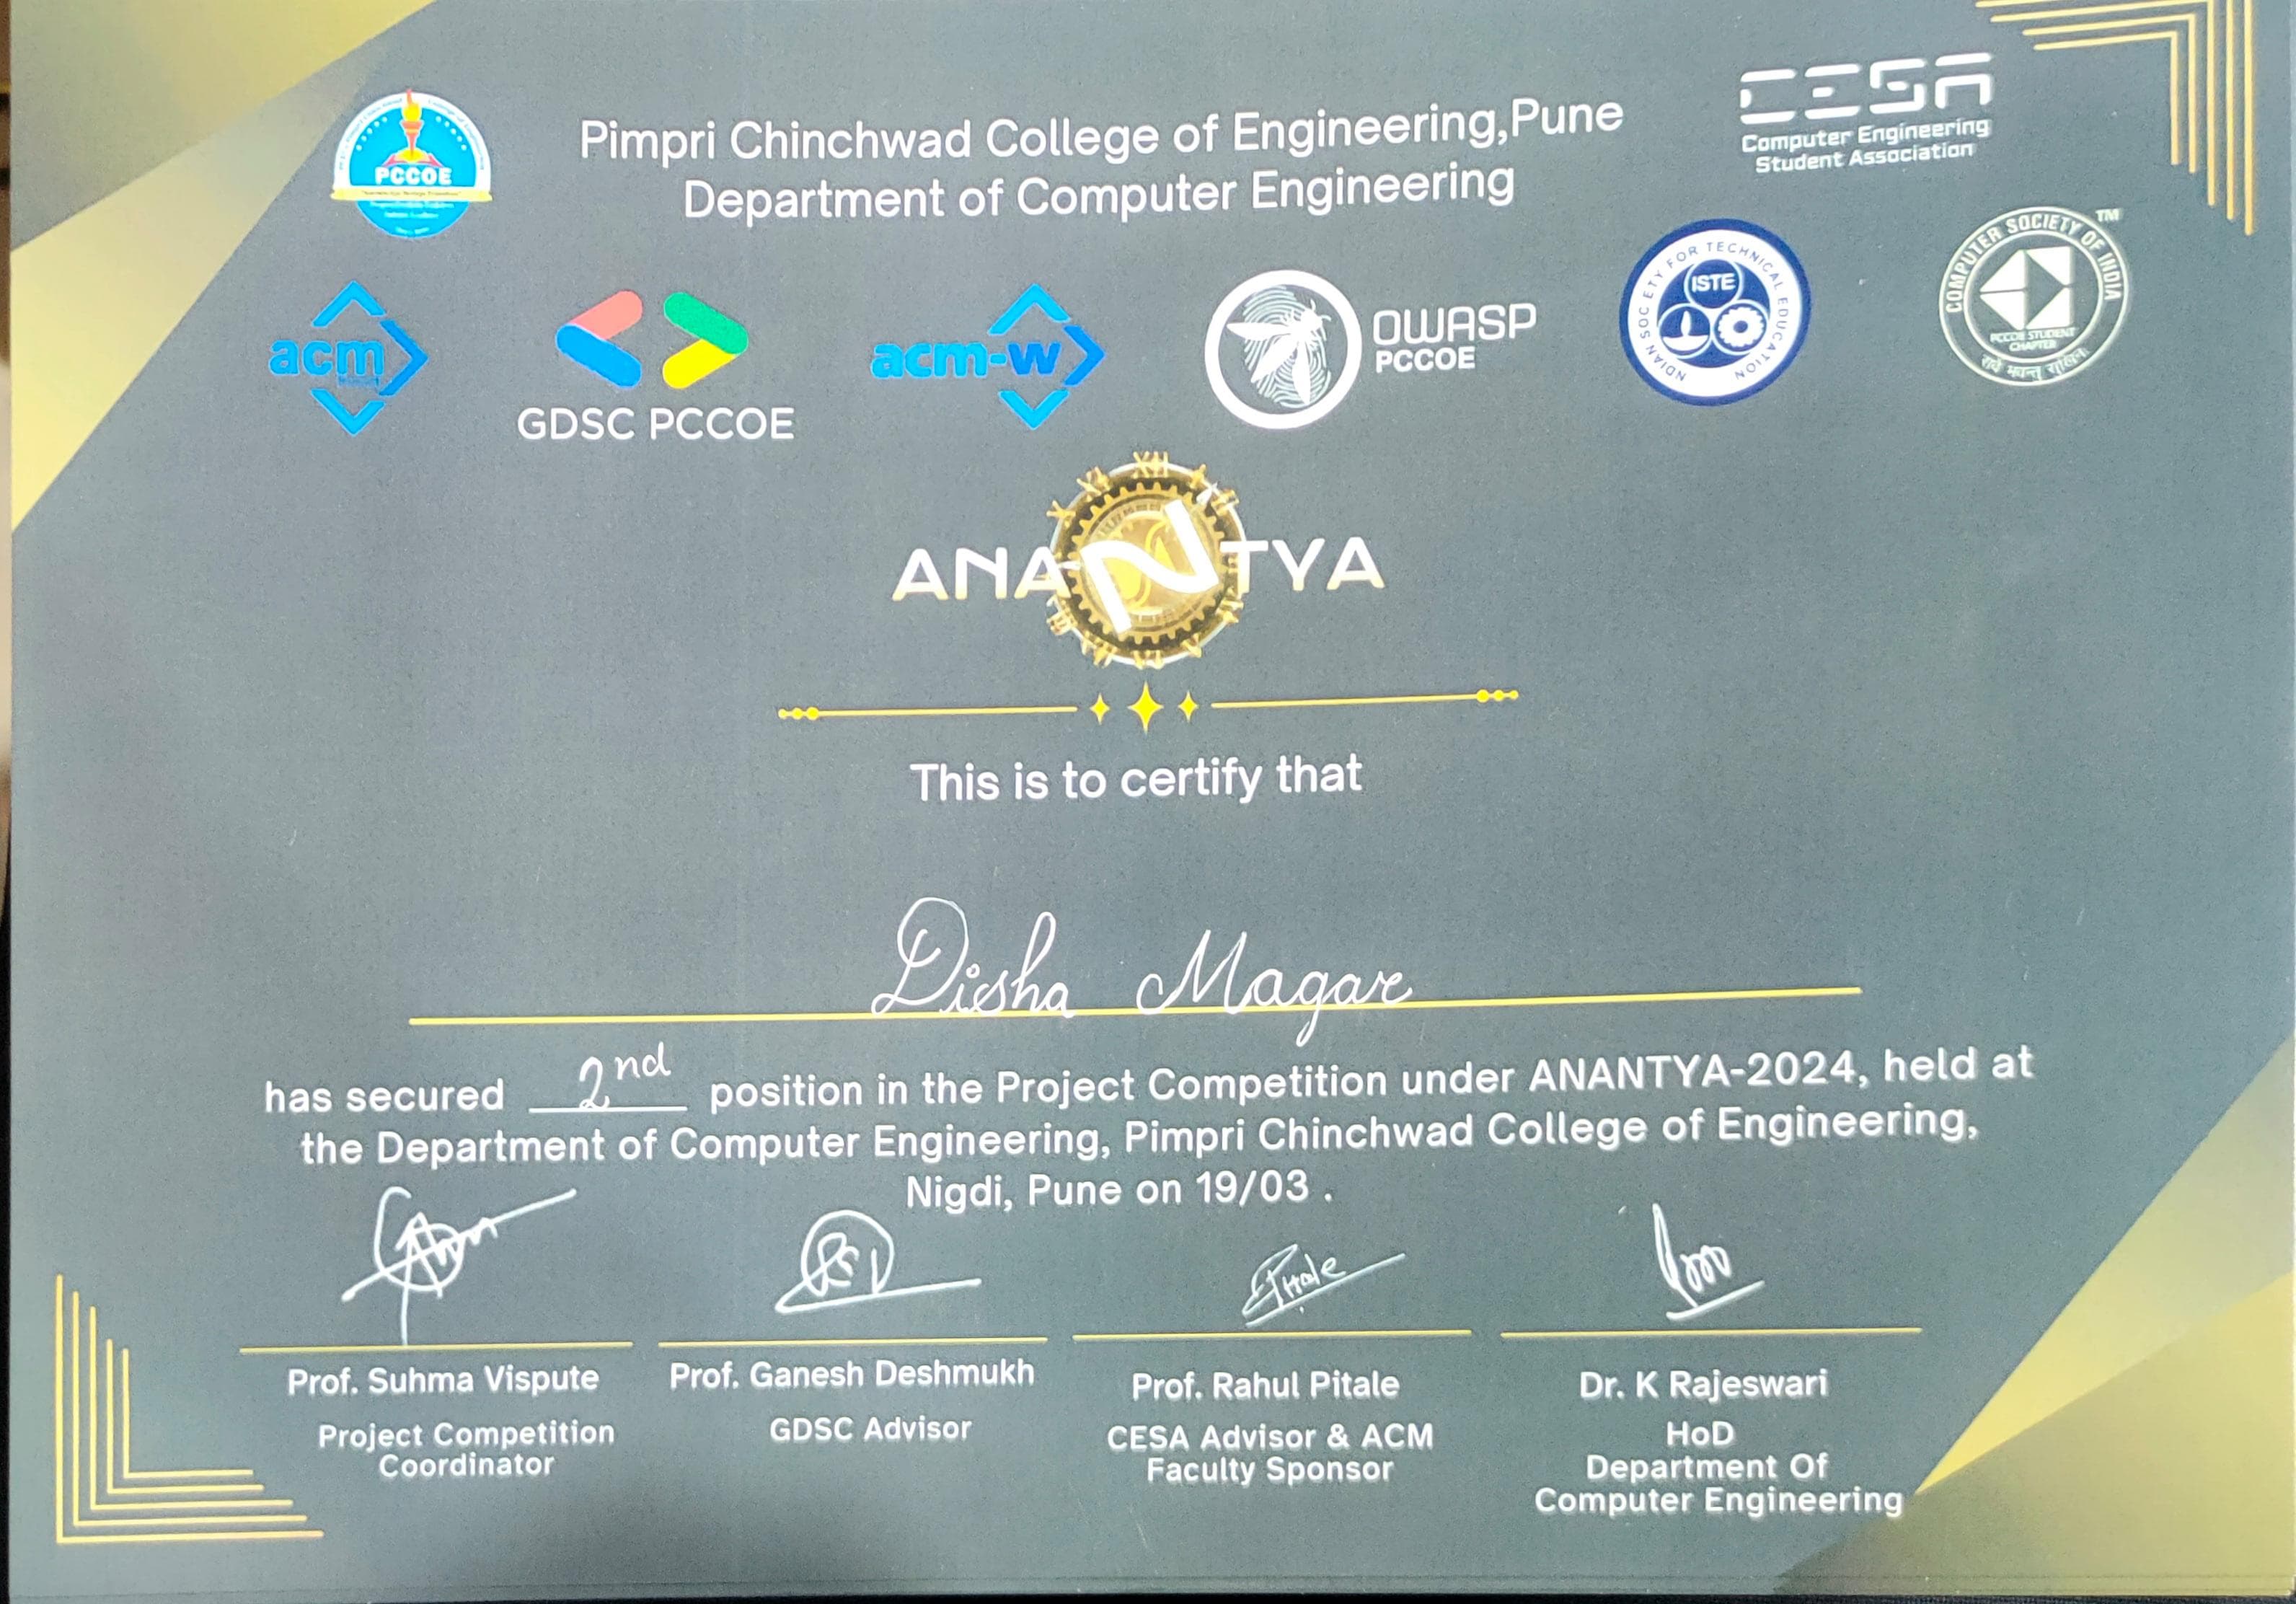 PCCOE
Pimpri Chinchwad College of Engineering,Pune
Department of Computer Engineering
CESA
Computer Engineering
Student Association
acm
GDSC PCCOE
acm-w
OWASP
PCCOE
INDIAN SOCIETY FOR TECHNICAL EDUCATION
ISTE
COMPUTER SOCIETY OF INDIA
TM
PCCOE STUDENT
CHAPTER
ANANTYA
This is to certify that
Disha Magar
has secured 2nd position in the Project Competition under ANANTYA-2024, held at
the Department of Computer Engineering, Pimpri Chinchwad College of Engineering,
Nigdi, Pune on 19/03 .
Prof. Suhma Vispute
Project Competition
Coordinator
Prof. Ganesh Deshmukh
GDSC Advisor
Prof. Rahul Pitale
CESA Advisor & ACM
Faculty Sponsor
Dr. K Rajeswari
HoD
Department Of
Computer Engineering